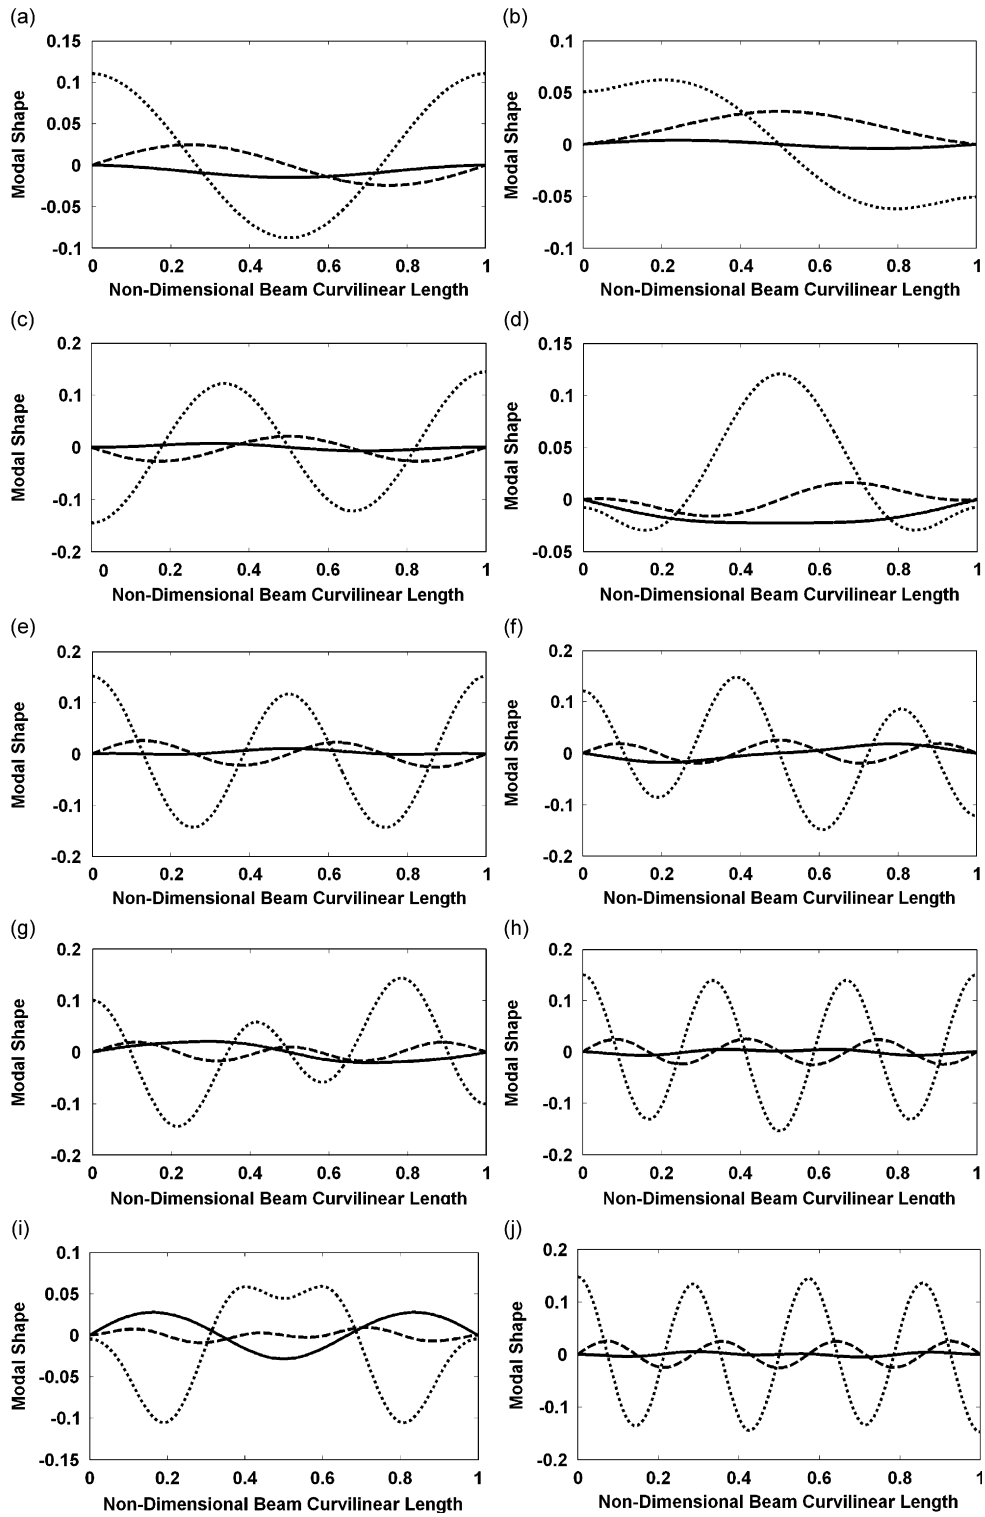 (a)
0.15
0.1
0.05
0
-0.05
-0.1
Modal Shape
0 0.2 0.4 0.6 0.8 1
Non-Dimensional Beam Curvilinear Length
(b)
0.1
0.05
0
-0.05
-0.1
Modal Shape
0 0.2 0.4 0.6 0.8 1
Non-Dimensional Beam Curvilinear Length
(c)
0.2
0.1
0
-0.1
-0.2
Modal Shape
0 0.2 0.4 0.6 0.8 1
Non-Dimensional Beam Curvilinear Length
(d)
0.15
0.1
0.05
0
-0.05
Modal Shape
0 0.2 0.4 0.6 0.8 1
Non-Dimensional Beam Curvilinear Length
(e)
0.2
0.1
0
-0.1
-0.2
Modal Shape
0 0.2 0.4 0.6 0.8 1
Non-Dimensional Beam Curvilinear Length
(f)
0.2
0.1
0
-0.1
-0.2
Modal Shape
0 0.2 0.4 0.6 0.8 1
Non-Dimensional Beam Curvilinear Length
(g)
0.2
0.1
0
-0.1
-0.2
Modal Shape
0 0.2 0.4 0.6 0.8 1
Non-Dimensional Beam Curvilinear Length
(h)
0.2
0.1
0
-0.1
-0.2
Modal Shape
0 0.2 0.4 0.6 0.8 1
Non-Dimensional Beam Curvilinear Length
(i)
0.1
0.05
0
-0.05
-0.1
-0.15
Modal Shape
0 0.2 0.4 0.6 0.8 1
Non-Dimensional Beam Curvilinear Length
(j)
0.2
0.1
0
-0.1
-0.2
Modal Shape
0 0.2 0.4 0.6 0.8 1
Non-Dimensional Beam Curvilinear Length